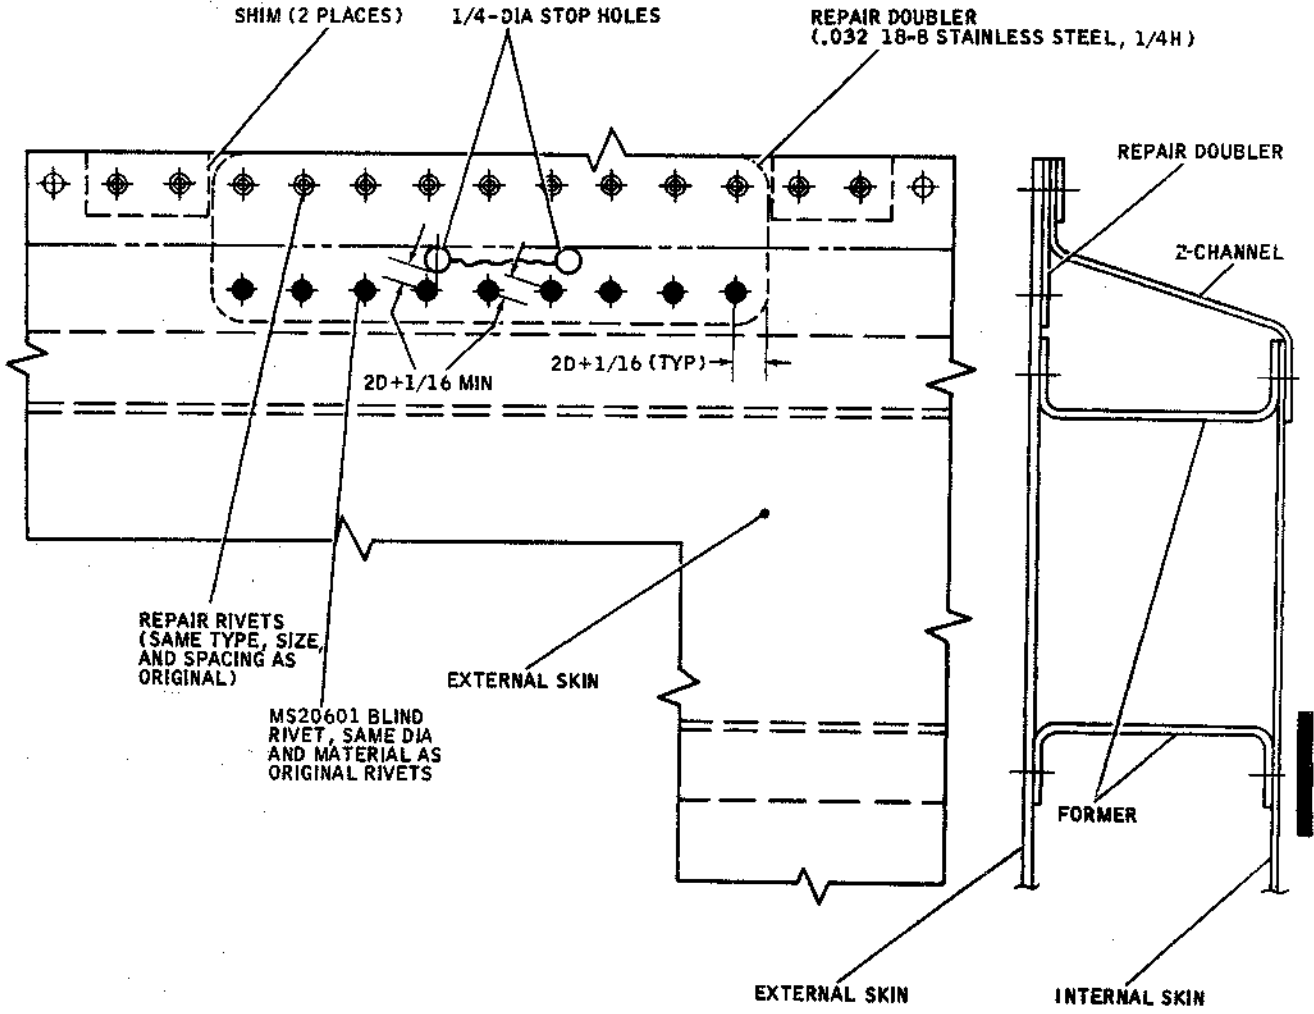 SHIM (2 PLACES)
1/4-DIA STOP HOLES
REPAIR DOUBLER
(.032 18-8 STAINLESS STEEL, 1/4H)
REPAIR DOUBLER
Z-CHANNEL
2D+1/16 (TYP)
2D+1/16 MIN
REPAIR RIVETS
(SAME TYPE, SIZE,
AND SPACING AS
ORIGINAL)
EXTERNAL SKIN
MS20601 BLIND
RIVET, SAME DIA
AND MATERIAL AS
ORIGINAL RIVETS
FORMER
EXTERNAL SKIN
INTERNAL SKIN